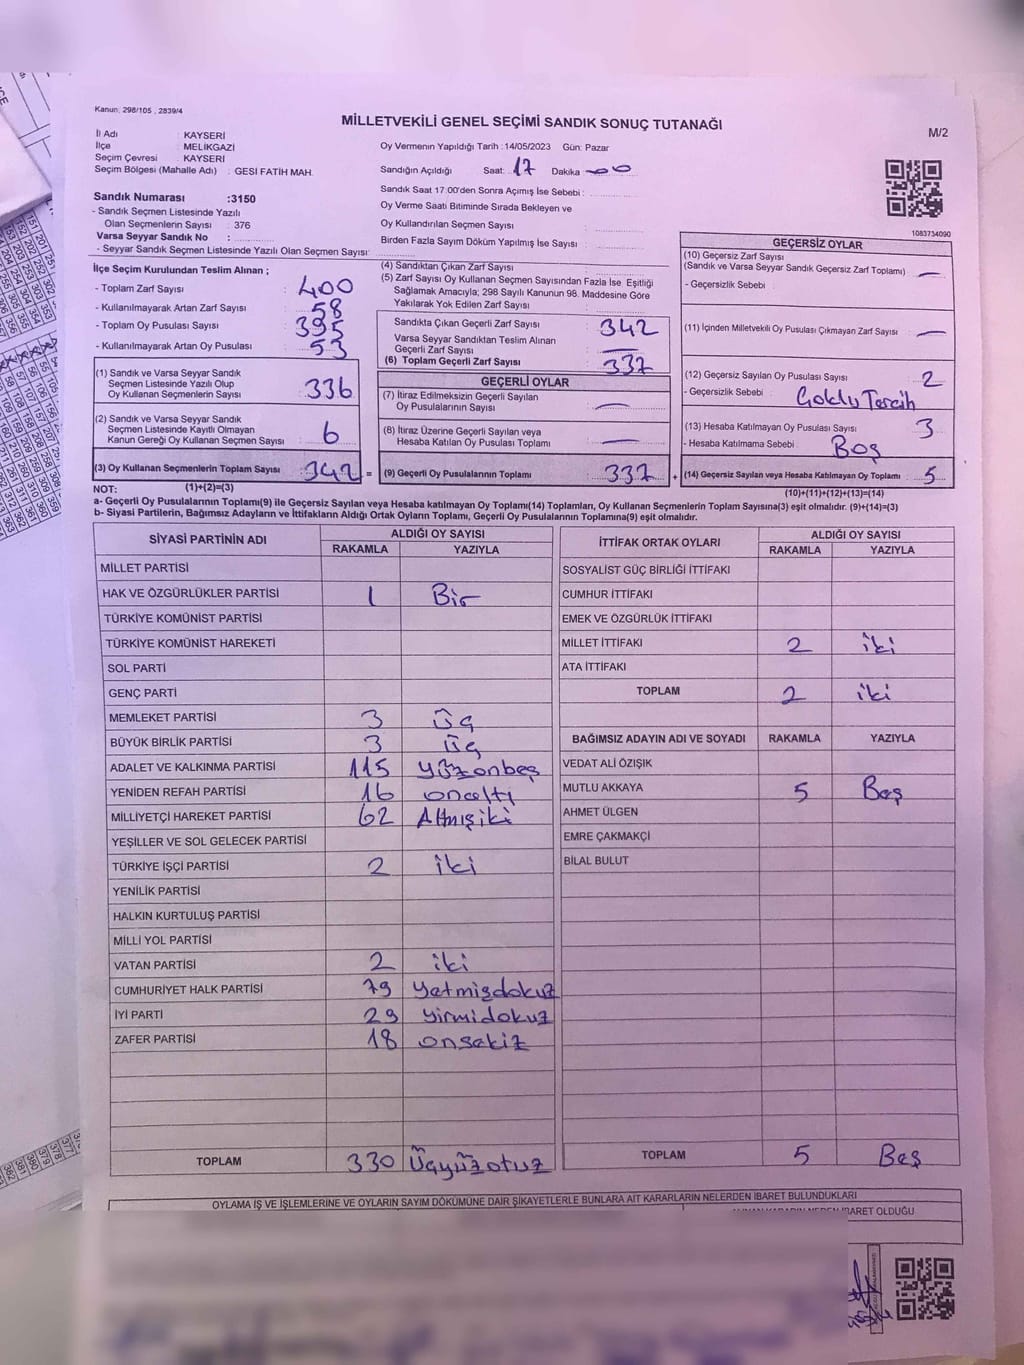 Kanun: 298/105 , 2839/4
MİLLETVEKİLİ GENEL SEÇİMİ SANDIK SONUÇ TUTANAĞI
M/2
İl Adı : KAYSERİ
İlçe : MELİKGAZİ
Seçim Çevresi : KAYSERİ
Seçim Bölgesi (Mahalle Adı) : GESİ FATİH MAH.
Oy Vermenin Yapıldığı Tarih :14/05/2023 Gün: Pazar
Sandığın Açıldığı Saat: 17 Dakika 00
Sandık Saat 17:00'den Sonra Açımış İse Sebebi :
Oy Verme Saati Bitiminde Sırada Bekleyen ve
Oy Kullandırılan Seçmen Sayısı :
Birden Fazla Sayım Döküm Yapılmış İse Sayısı :
1083734090
Sandık Numarası :3150
- Sandık Seçmen Listesinde Yazılı
Olan Seçmenlerin Sayısı : 376
Varsa Seyyar Sandık No :
- Seyyar Sandık Seçmen Listesinde Yazılı Olan Seçmen Sayısı:
İlçe Seçim Kurulundan Teslim Alınan ;
- Toplam Zarf Sayısı : 400
- Kullanılmayarak Artan Zarf Sayısı : 58
- Toplam Oy Pusulası Sayısı : 395
- Kullanılmayarak Artan Oy Pusulası : 53
(1) Sandık ve Varsa Seyyar Sandık
Seçmen Listesinde Yazılı Olup
Oy Kullanan Seçmenlerin Sayısı : 336
(2) Sandık ve Varsa Seyyar Sandık
Seçmen Listesinde Kayıtlı Olmayan
Kanun Gereği Oy Kullanan Seçmen Sayısı : 6
(3) Oy Kullanan Seçmenlerin Toplam Sayısı : 342 =
(1)+(2)=(3)
(4) Sandıktan Çıkan Zarf Sayısı :
(5) Zarf Sayısı Oy Kullanan Seçmen Sayısından Fazla İse Eşitliği
Sağlamak Amacıyla; 298 Sayılı Kanunun 98. Maddesine Göre
Yakılarak Yok Edilen Zarf Sayısı :
Sandıkta Çıkan Geçerli Zarf Sayısı : 342
Varsa Seyyar Sandıktan Teslim Alınan
Geçerli Zarf Sayısı : —
(6) Toplam Geçerli Zarf Sayısı : 337
GEÇERLİ OYLAR
(7) İtiraz Edilmeksizin Geçerli Sayılan
Oy Pusulalarının Sayısı : —
(8) İtiraz Üzerine Geçerli Sayılan veya
Hesaba Katılan Oy Pusulası Toplamı : —
(9) Geçerli Oy Pusulalarının Toplamı : 337 +
GEÇERSİZ OYLAR
(10) Geçersiz Zarf Sayısı
(Sandık ve Varsa Seyyar Sandık Geçersiz Zarf Toplamı) : —
- Geçersizlik Sebebi :
(11) İçinden Milletvekili Oy Pusulası Çıkmayan Zarf Sayısı : —
(12) Geçersiz Sayılan Oy Pusulası Sayısı : 2
- Geçersizlik Sebebi : Çoklu Tercih
(13) Hesaba Katılmayan Oy Pusulası Sayısı : 3
- Hesaba Katılmama Sebebi : Boş
(14) Geçersiz Sayılan veya Hesaba Katılmayan Oy Toplamı : 5
(10)+(11)+(12)+(13)=(14)
NOT:
a- Geçerli Oy Pusulalarının Toplamı(9) ile Geçersiz Sayılan veya Hesaba katılmayan Oy Toplamı(14) Toplamları, Oy Kullanan Seçmenlerin Toplam Sayısına(3) eşit olmalıdır. (9)+(14)=(3)
b- Siyasi Partilerin, Bağımsız Adayların ve İttifakların Aldığı Ortak Oyların Toplamı, Geçerli Oy Pusulalarının Toplamına(9) eşit olmalıdır.
SİYASİ PARTİNİN ADI ALDIĞI OY SAYISI
RAKAMLA YAZIYLA
MİLLET PARTİSİ
HAK VE ÖZGÜRLÜKLER PARTİSİ 1 Bir
TÜRKİYE KOMÜNİST PARTİSİ
TÜRKİYE KOMÜNİST HAREKETİ
SOL PARTİ
GENÇ PARTİ
MEMLEKET PARTİSİ 3 Üç
BÜYÜK BİRLİK PARTİSİ 3 üç
ADALET VE KALKINMA PARTİSİ 115 yüzonbeş
YENİDEN REFAH PARTİSİ 16 onaltı
MİLLİYETÇİ HAREKET PARTİSİ 62 Altmışiki
YEŞİLLER VE SOL GELECEK PARTİSİ
TÜRKİYE İŞÇİ PARTİSİ 2 iki
YENİLİK PARTİSİ
HALKIN KURTULUŞ PARTİSİ
MİLLİ YOL PARTİSİ
VATAN PARTİSİ 2 iki
CUMHURİYET HALK PARTİSİ 79 yetmişdokuz
İYİ PARTİ 29 yirmidokuz
ZAFER PARTİSİ 18 onsekiz
TOPLAM 330 Üçyüzotuz
İTTİFAK ORTAK OYLARI ALDIĞI OY SAYISI
RAKAMLA YAZIYLA
SOSYALİST GÜÇ BİRLİĞİ İTTİFAKI
CUMHUR İTTİFAKI
EMEK VE ÖZGÜRLÜK İTTİFAKI
MİLLET İTTİFAKI 2 iki
ATA İTTİFAKI
TOPLAM 2 iki
BAĞIMSIZ ADAYIN ADI VE SOYADI RAKAMLA YAZIYLA
VEDAT ALİ ÖZIŞIK
MUTLU AKKAYA 5 Beş
AHMET ÜLGEN
EMRE ÇAKMAKÇİ
BİLAL BULUT
TOPLAM 5 Beş
OYLAMA İŞ VE İŞLEMLERİNE VE OYLARIN SAYIM DÖKÜMÜNE DAİR ŞİKAYETLERLE BUNLARA AİT KARARLARIN NELERDEN İBARET BULUNDUKLARI
OLDUĞU